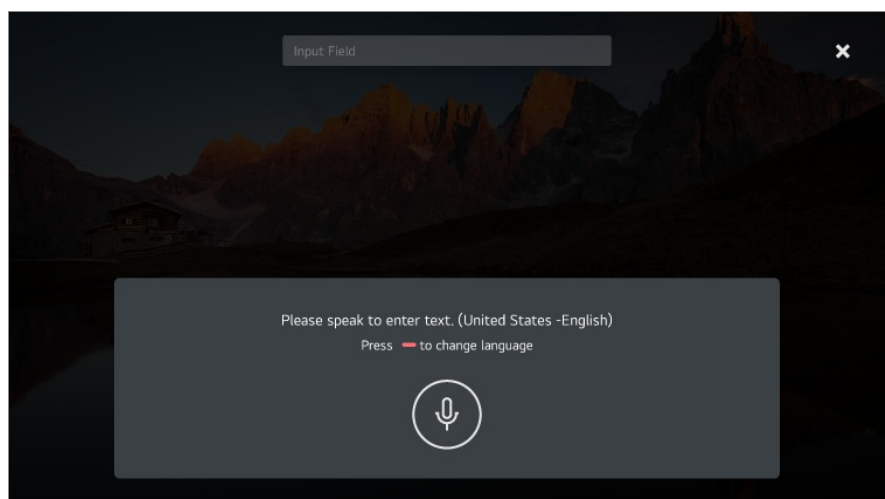 Input Field
Please speak to enter text. (United States -English)
Press to change language